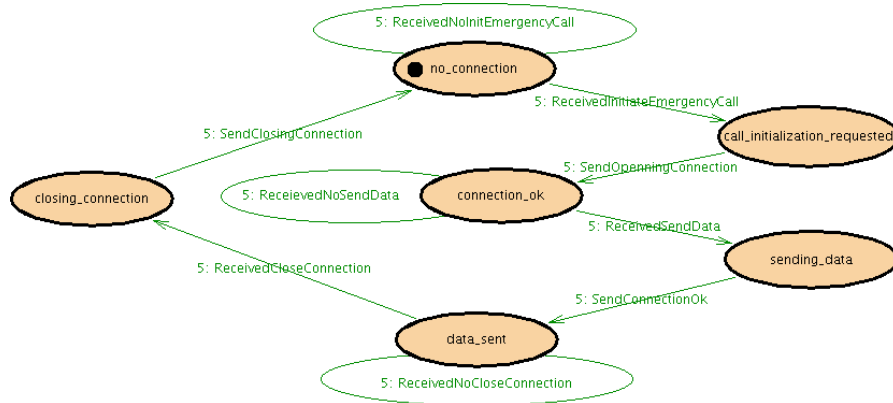 5: ReceivedNoInitEmergencyCall
no_connection
5: ReceivedInitiateEmergencyCall
5: SendClosingConnection
call_initialization_requested
5: SendOpenningConnection
closing_connection
5: ReceievedNoSendData
connection_ok
5: ReceivedSendData
sending_data
5: ReceivedCloseConnection
5: SendConnectionOk
data_sent
5: ReceivedNoCloseConnection